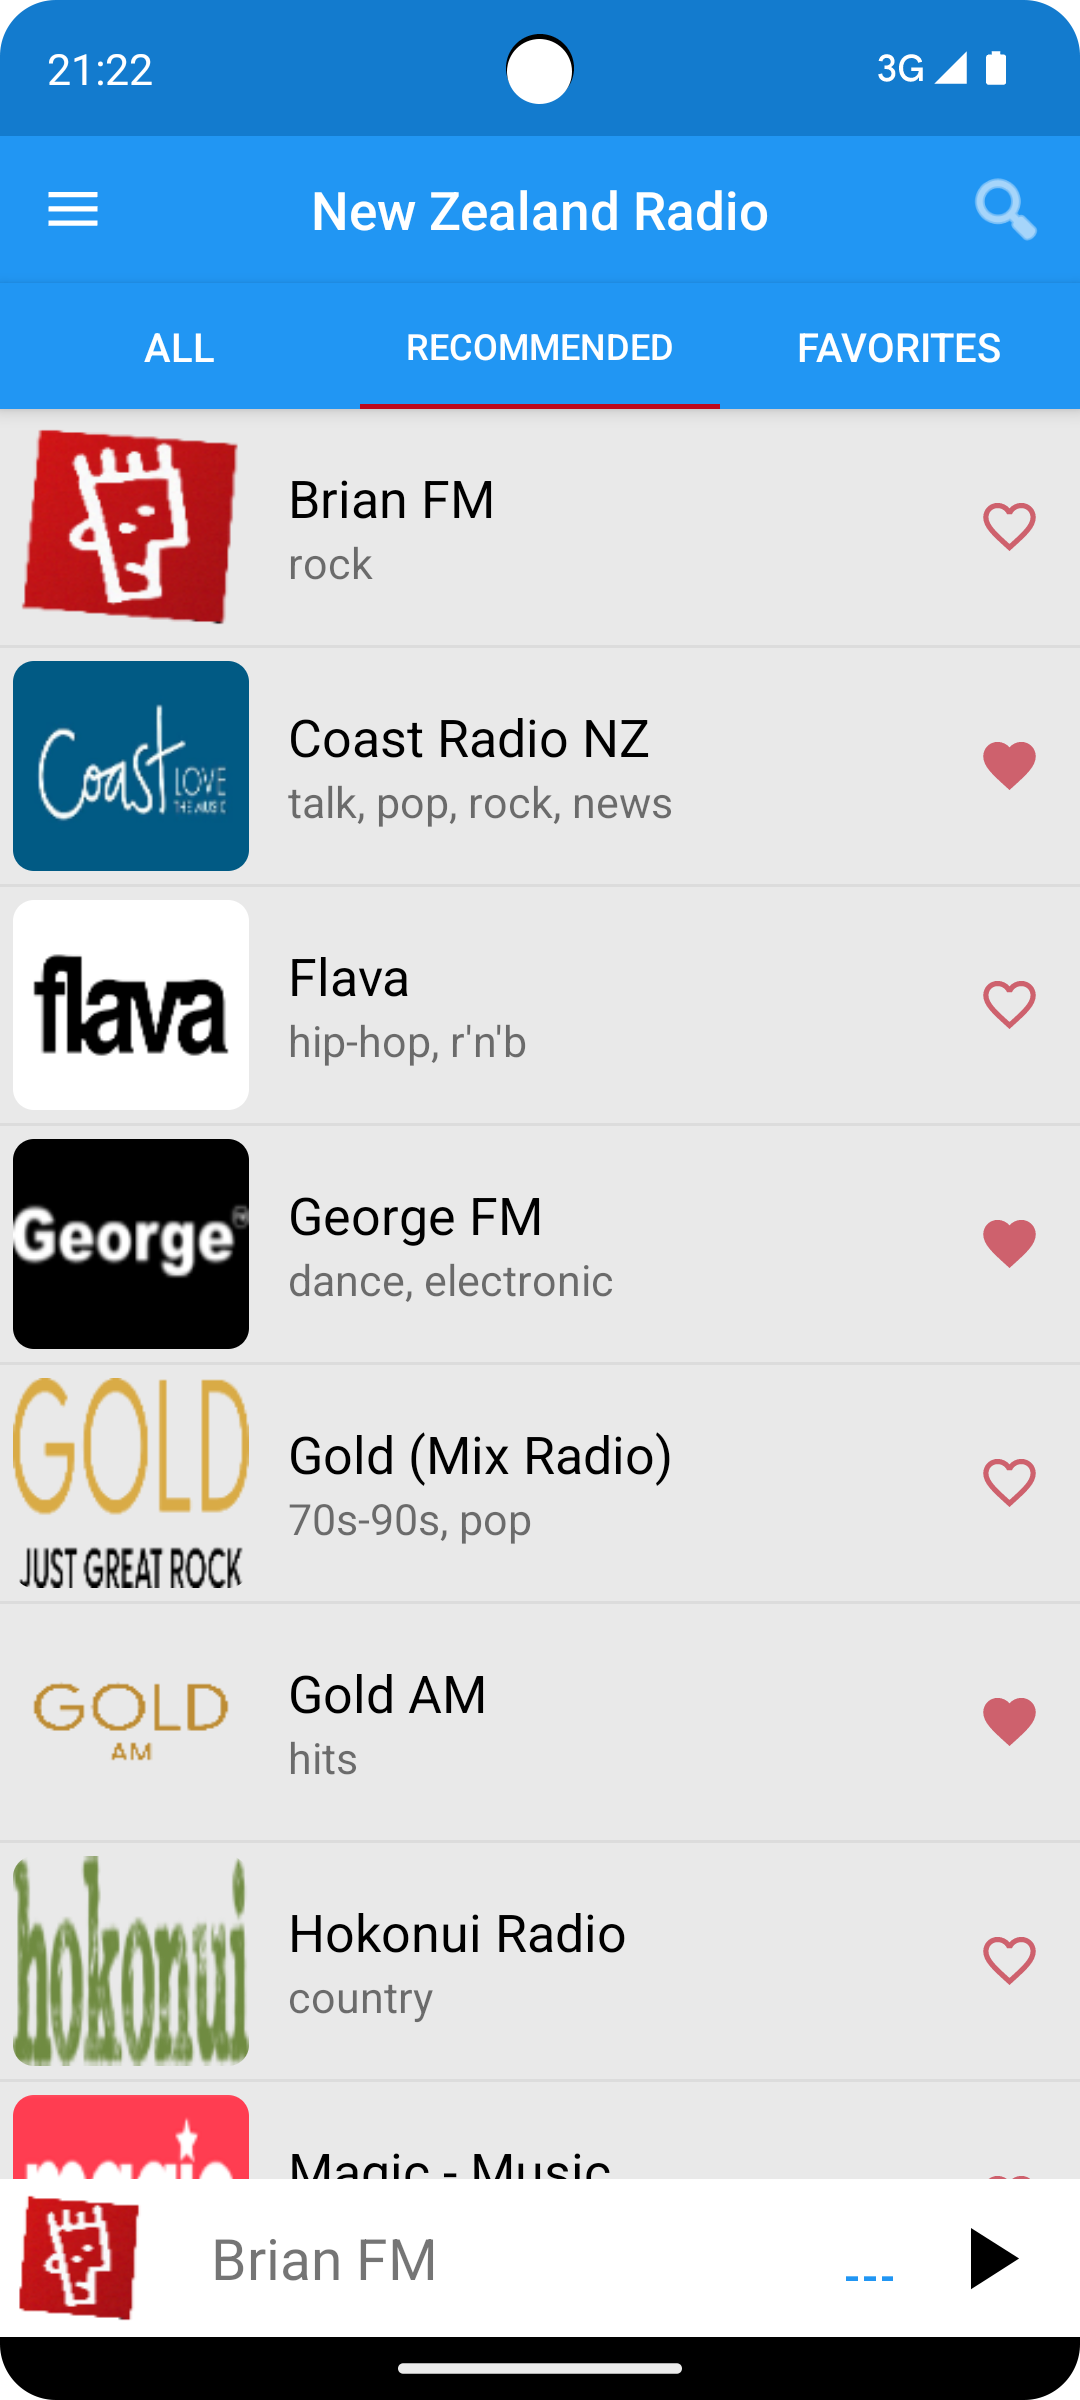 21:22
3G
New Zealand Radio
ALL
RECOMMENDED
FAVORITES
Brian FM
rock
Coast LOVE THE MUSIC
Coast Radio NZ
talk, pop, rock, news
flava
Flava
hip-hop, r'n'b
George
George FM
dance, electronic
GOLD
JUST GREAT ROCK
Gold (Mix Radio)
70s-90s, pop
GOLD
AM
Gold AM
hits
hokonui
Hokonui Radio
country
magic
Magic - Music
Brian FM
---